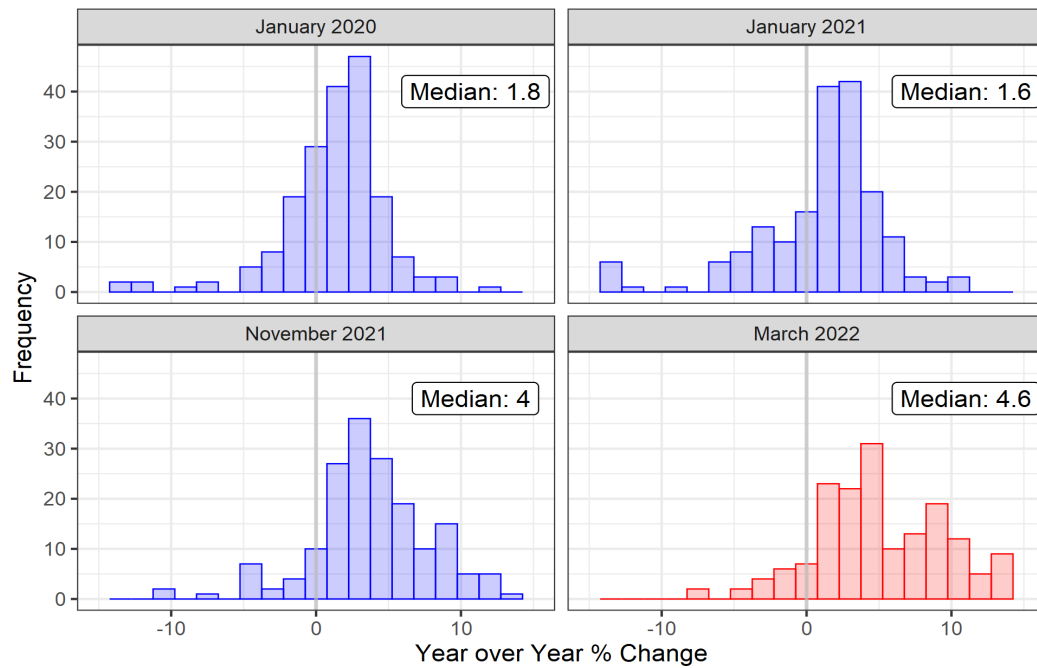 January 2020
January 2021
Median: 1.8
Median: 1.6
40
30
20
10
0
November 2021
March 2022
Median: 4
Median: 4.6
40
30
20
10
0
-10
0
10
-10
0
10
Frequency
Year over Year % Change